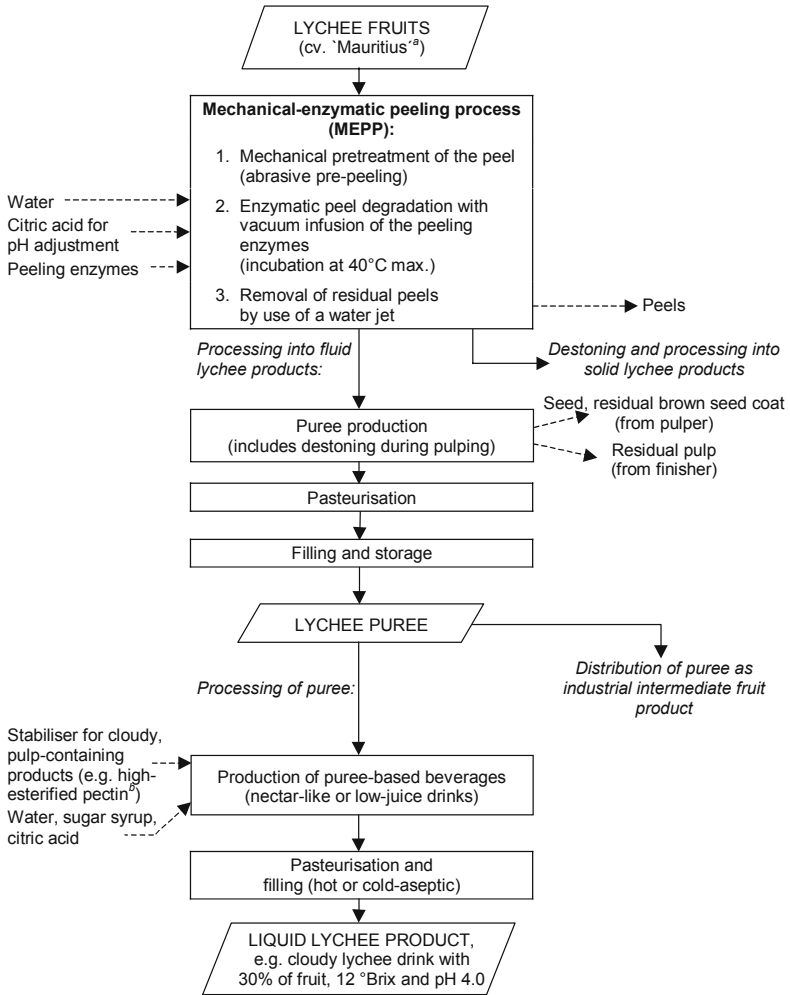 LYCHEE FRUITS
(cv. `Mauritius´ᵃ)
Mechanical-enzymatic peeling process
(MEPP):
1. Mechanical pretreatment of the peel
(abrasive pre-peeling)
Water
Citric acid for
pH adjustment
Peeling enzymes
2. Enzymatic peel degradation with
vacuum infusion of the peeling
enzymes
(incubation at 40°C max.)
3. Removal of residual peels
by use of a water jet
Peels
Processing into fluid
lychee products:
Destoning and processing into
solid lychee products
Puree production
(includes destoning during pulping)
Seed, residual brown seed coat
(from pulper)
Residual pulp
(from finisher)
Pasteurisation
Filling and storage
LYCHEE PUREE
Processing of puree:
Distribution of puree as
industrial intermediate fruit
product
Stabiliser for cloudy,
pulp-containing
products (e.g. high-
esterified pectinᵇ)
Water, sugar syrup,
citric acid
Production of puree-based beverages
(nectar-like or low-juice drinks)
Pasteurisation and
filling (hot or cold-aseptic)
LIQUID LYCHEE PRODUCT,
e.g. cloudy lychee drink with
30% of fruit, 12 °Brix and pH 4.0